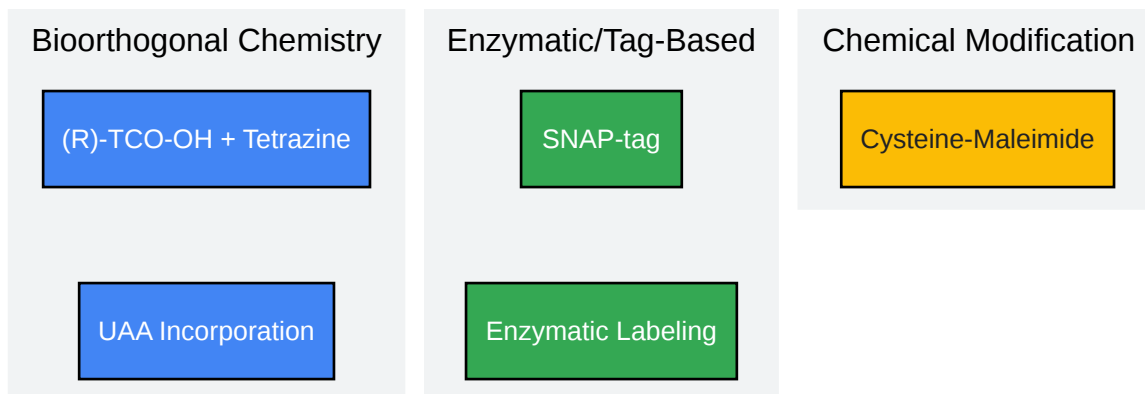 Bioorthogonal Chemistry
(R)-TCO-OH + Tetrazine
UAA Incorporation
Enzymatic/Tag-Based
SNAP-tag
Enzymatic Labeling
Chemical Modification
Cysteine-Maleimide